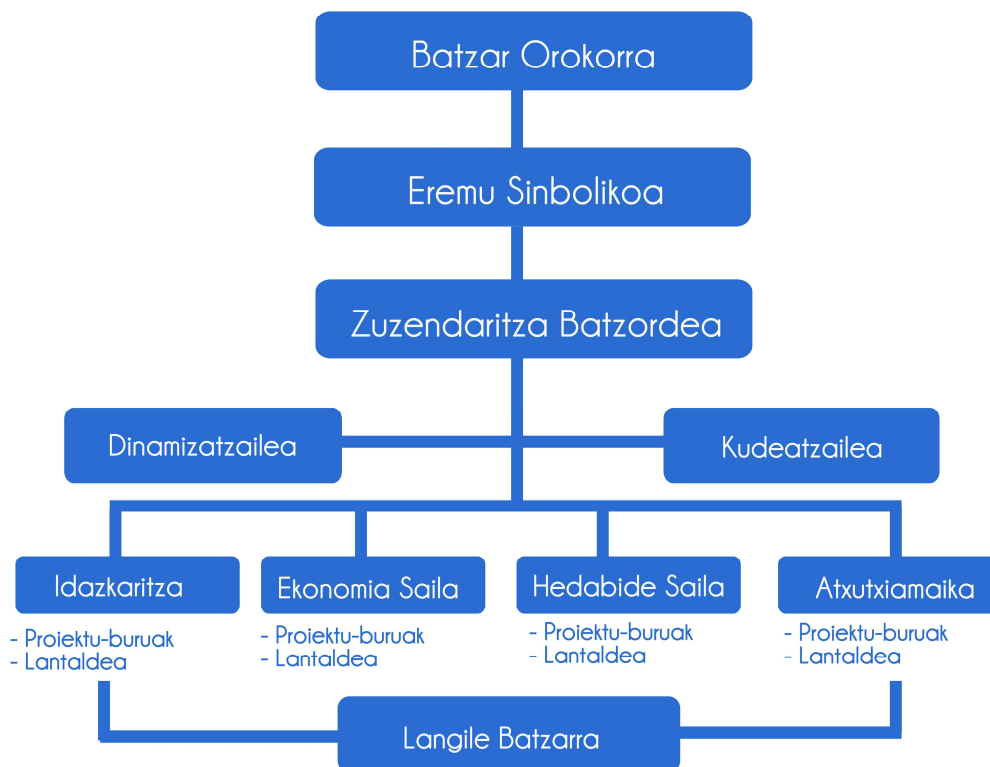 Batzar Orokorra
Eremu Sinbolikoa
Zuzendaritza Batzordea
Dinamizatzailea
Kudeatzailea
Idazkaritza
- Proiektu-buruak
- Lantaldea
Ekonomia Saila
- Proiektu-buruak
- Lantaldea
Hedabide Saila
- Proiektu-buruak
- Lantaldea
Atxutxiamaika
- Proiektu-buruak
- Lantaldea
Langile Batzarra